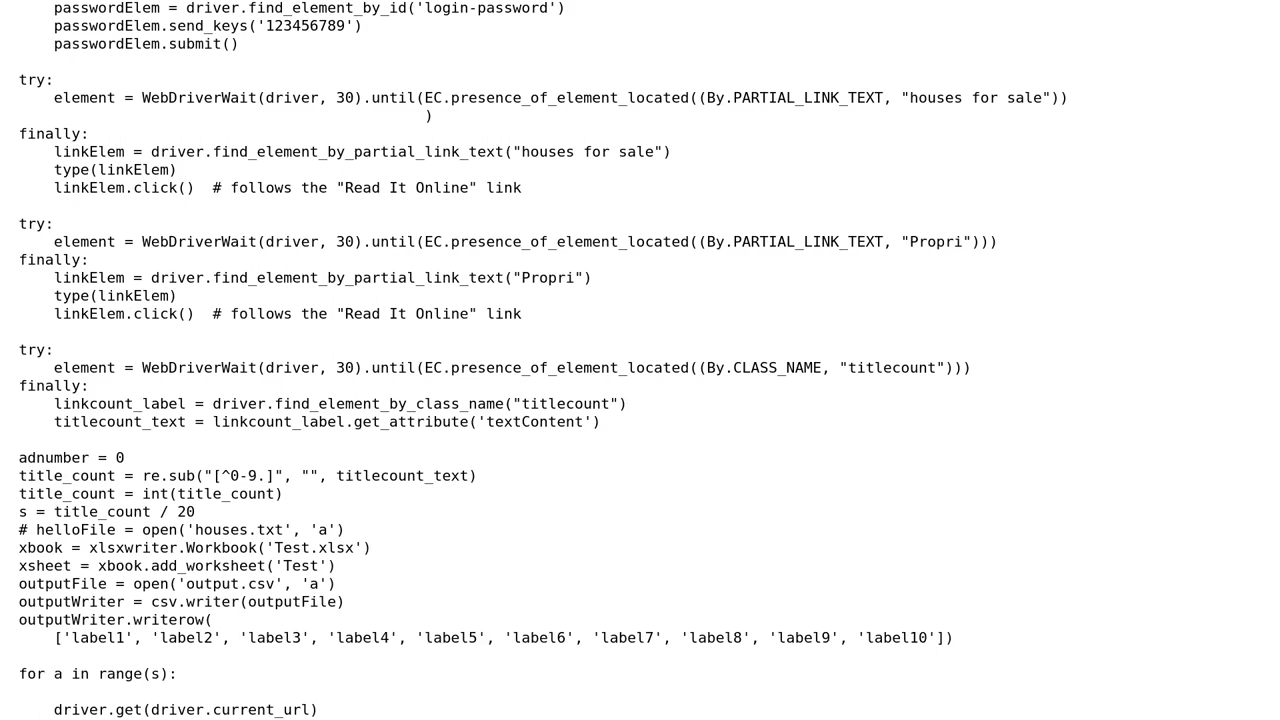 passwordElem = driver.find_element_by_id('login-password')
passwordElem.send_keys('123456789')
passwordElem.submit()
try:
element = WebDriverWait(driver, 30).until(EC.presence_of_element_located((By.PARTIAL_LINK_TEXT, "houses for sale"))
)
finally:
linkElem = driver.find_element_by_partial_link_text("houses for sale")
type(linkElem)
linkElem.click()  # follows the "Read It Online" link
try:
element = WebDriverWait(driver, 30).until(EC.presence_of_element_located((By.PARTIAL_LINK_TEXT, "Propri")))
finally:
linkElem = driver.find_element_by_partial_link_text("Propri")
type(linkElem)
linkElem.click()  # follows the "Read It Online" link
try:
element = WebDriverWait(driver, 30).until(EC.presence_of_element_located((By.CLASS_NAME, "titlecount")))
finally:
linkcount_label = driver.find_element_by_class_name("titlecount")
titlecount_text = linkcount_label.get_attribute('textContent')
adnumber = 0
title_count = re.sub("[^0-9.]", "", titlecount_text)
title_count = int(title_count)
s = title_count / 20
# helloFile = open('houses.txt', 'a')
xbook = xlsxwriter.Workbook('Test.xlsx')
xsheet = xbook.add_worksheet('Test')
outputFile = open('output.csv', 'a')
outputWriter = csv.writer(outputFile)
outputWriter.writerow(
['label1', 'label2', 'label3', 'label4', 'label5', 'label6', 'label7', 'label8', 'label9', 'label10'])
for a in range(s):
driver.get(driver.current_url)